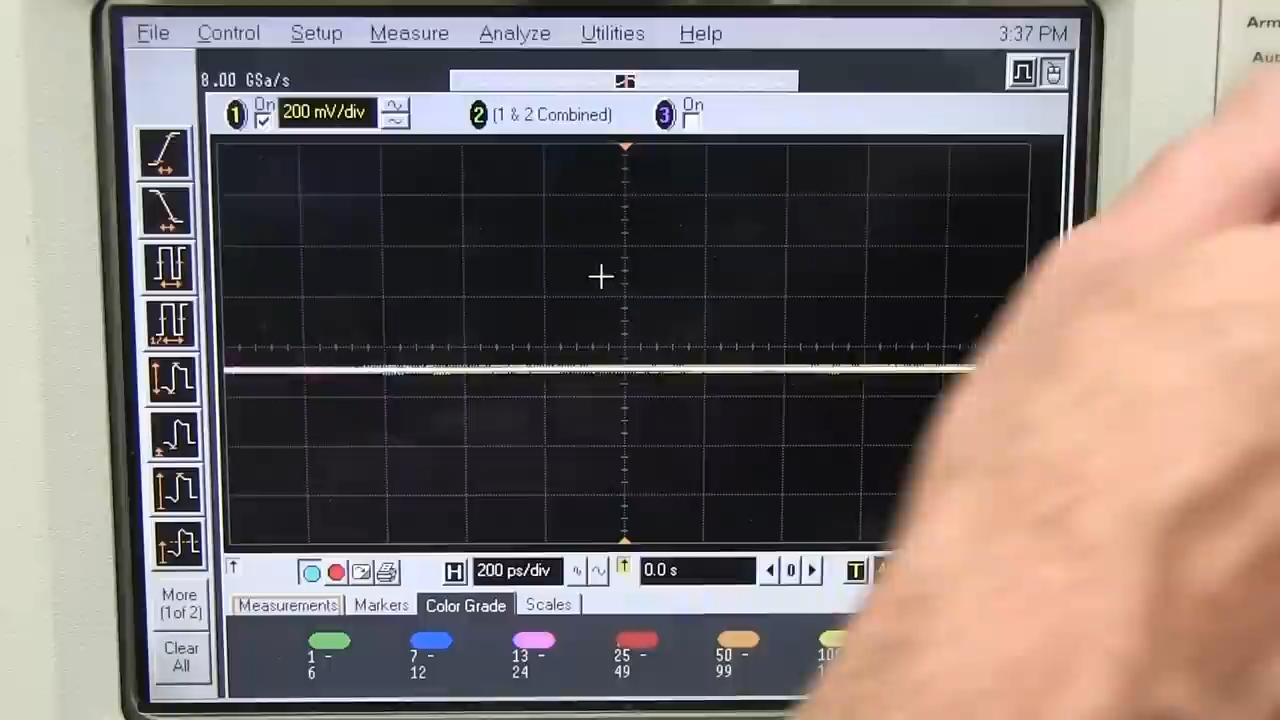 File Control Setup Measure Analyze Utilities Help 3:37 PM
8.00 GSa/s
1 On 200 mV/div 2 (1 & 2 Combined) 3 On
H 200 ps/div 0.0 s 0 T
More
(1of 2)
Clear
All
Measurements Markers Color Grade Scales
1 - 7 - 13 - 25 - 50 -
6 12 24 49 99
Arm